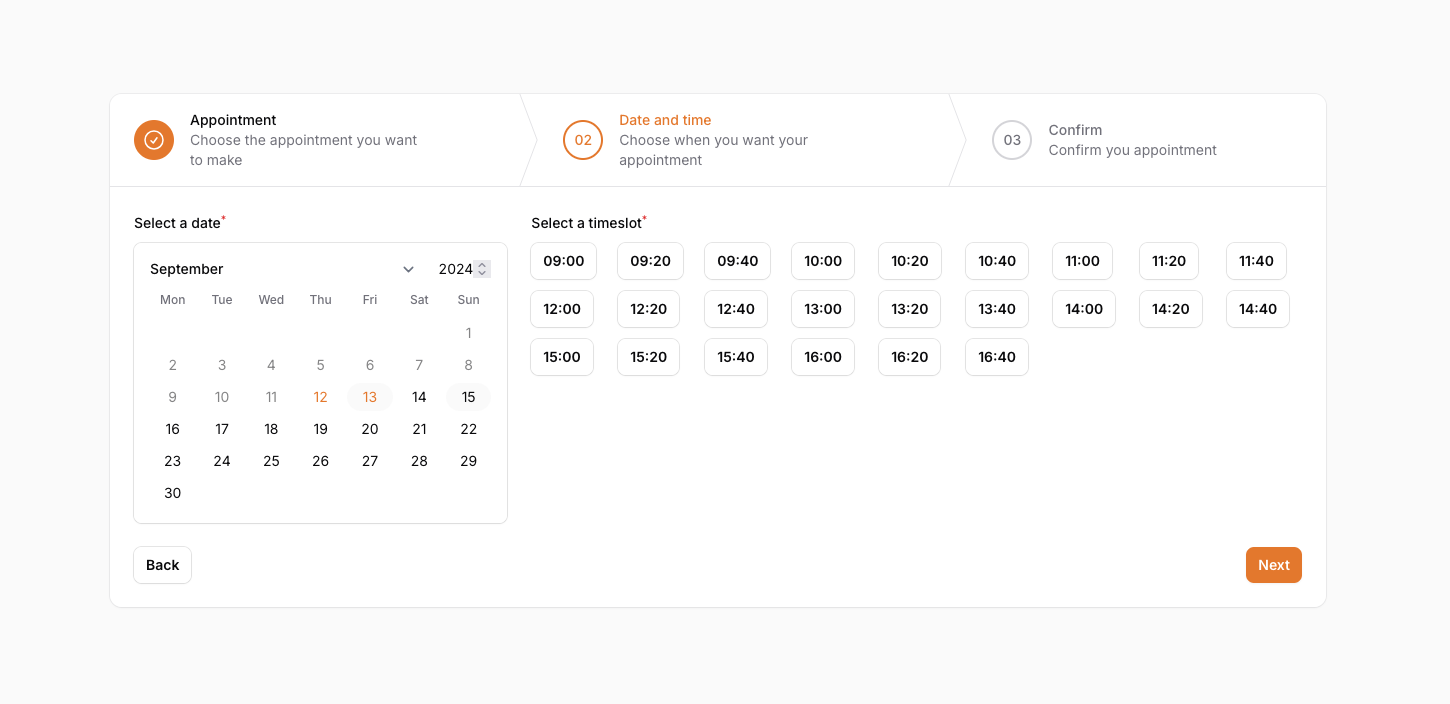 Appointment
Choose the appointment you want
to make
02
Date and time
Choose when you want your
appointment
03
Confirm
Confirm you appointment
Select a date*
September 2024
Mon Tue Wed Thu Fri Sat Sun
1
2 3 4 5 6 7 8
9 10 11 12 13 14 15
16 17 18 19 20 21 22
23 24 25 26 27 28 29
30
Select a timeslot*
09:00 09:20 09:40 10:00 10:20 10:40 11:00 11:20 11:40
12:00 12:20 12:40 13:00 13:20 13:40 14:00 14:20 14:40
15:00 15:20 15:40 16:00 16:20 16:40
Back
Next